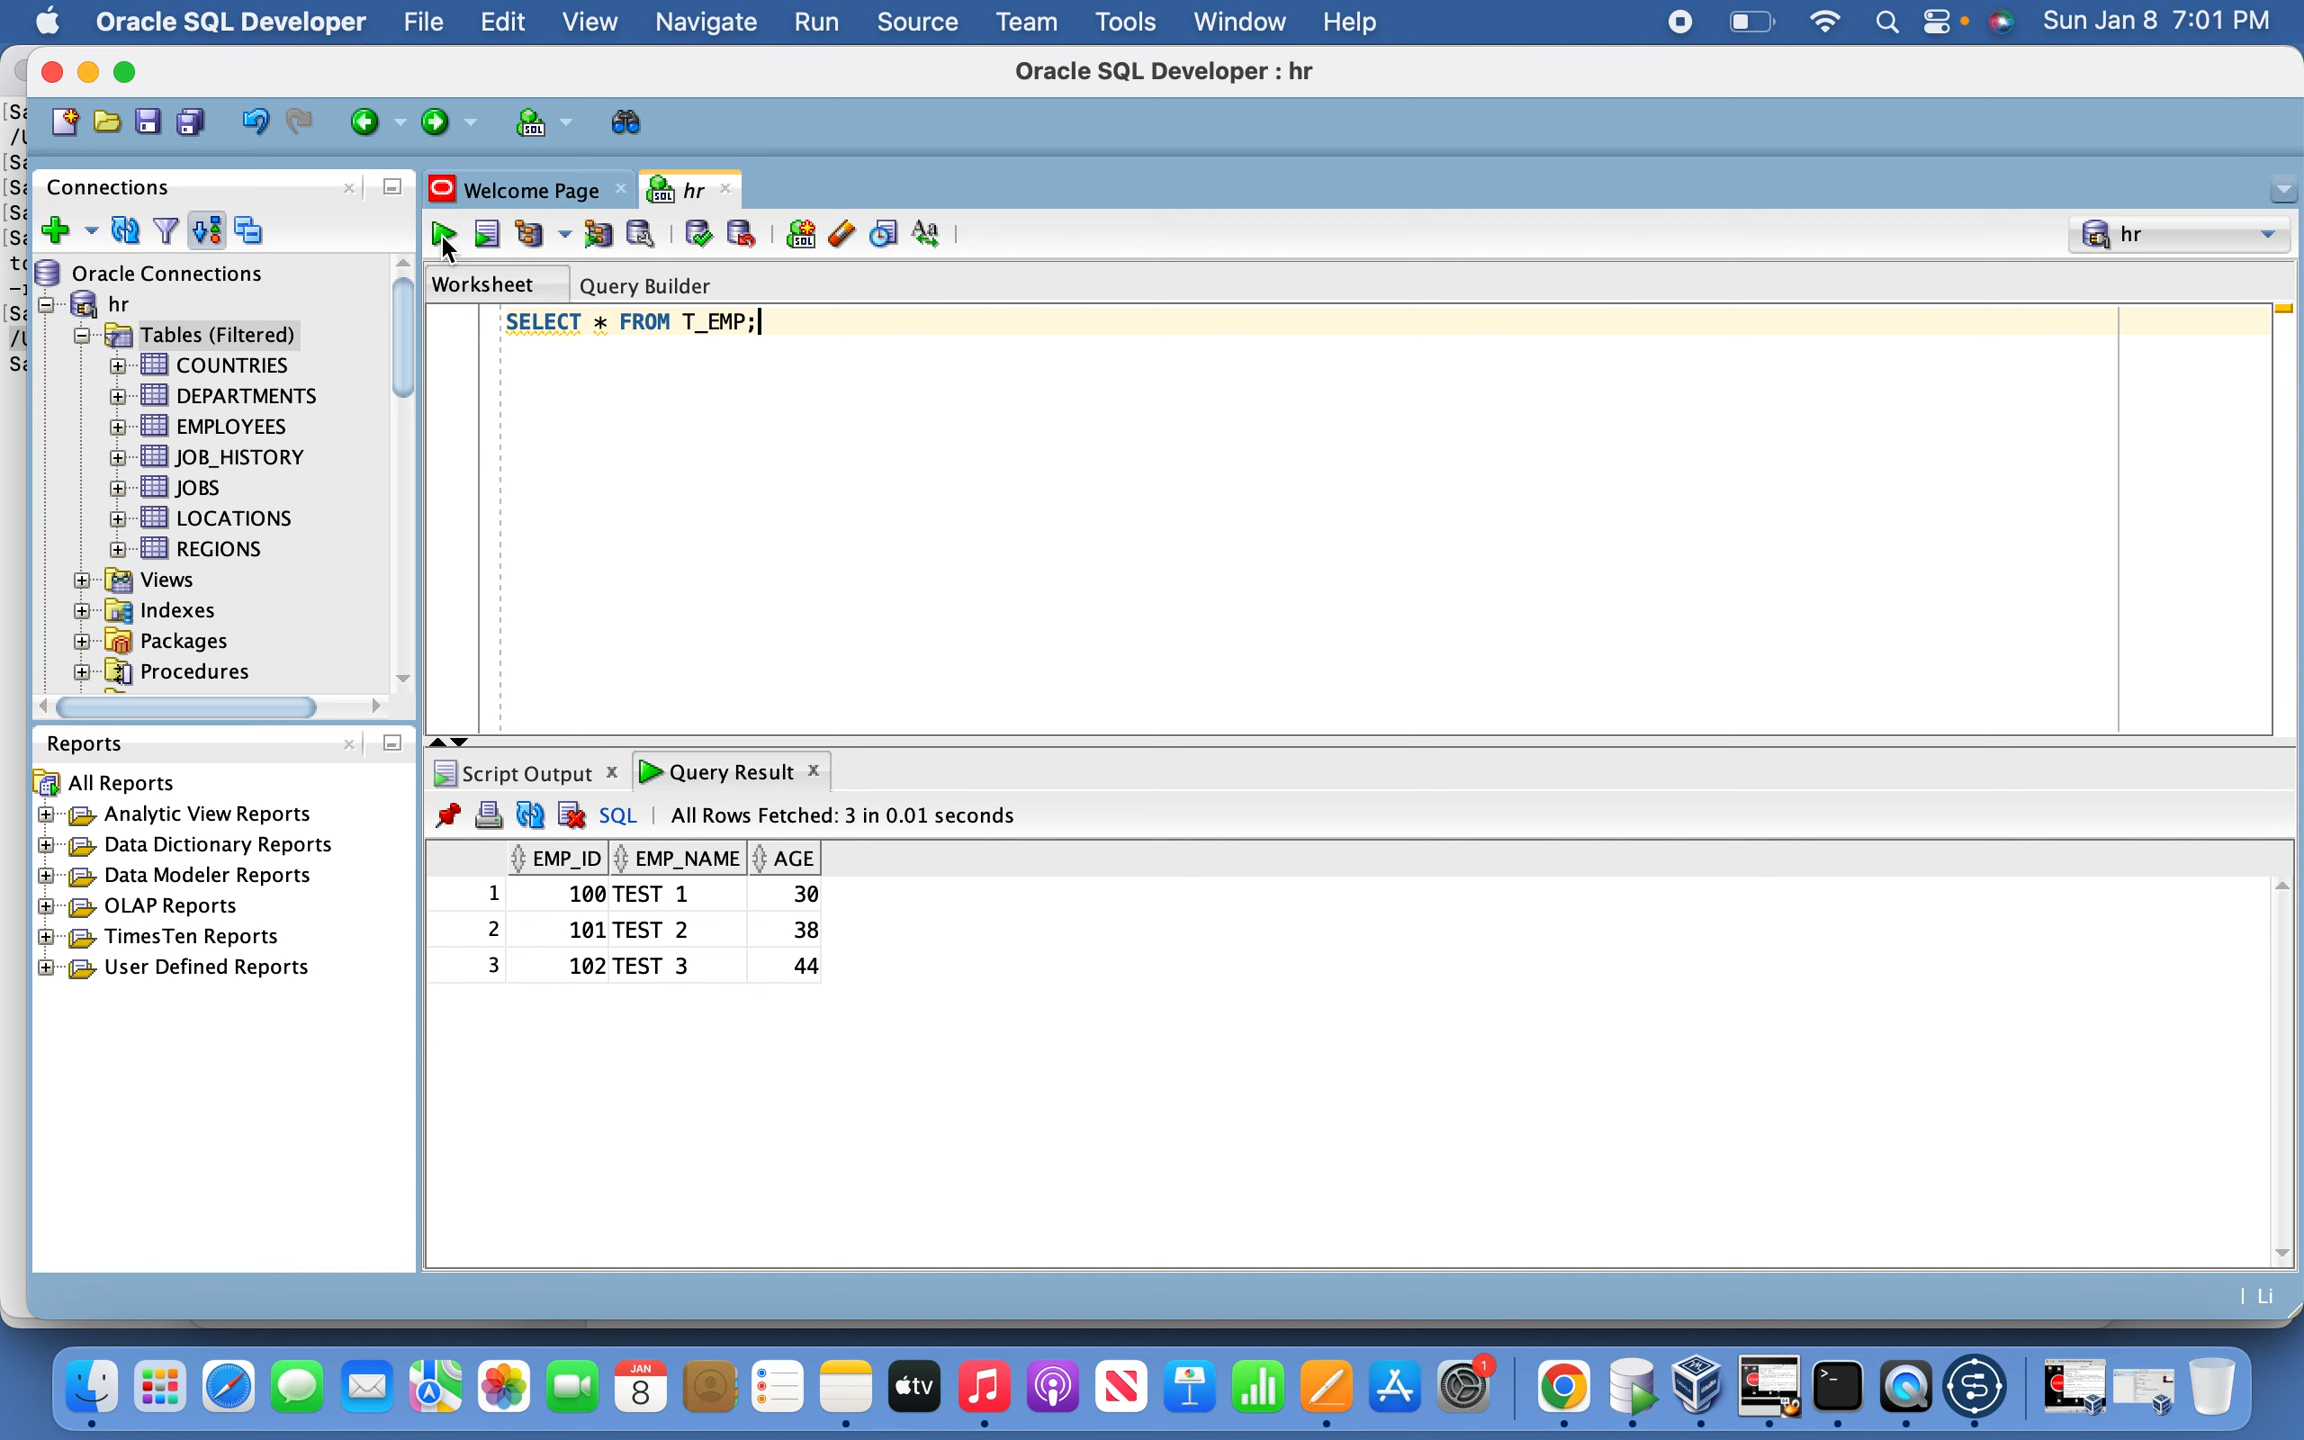 Oracle SQL Developer File Edit View Navigate Run Source Team Tools Window Help Sun Jan 8 7:01 PM
Oracle SQL Developer : hr
Connections
Welcome Page
hr
hr
Worksheet Query Builder
SELECT * FROM T_EMP;
Oracle Connections
hr
Tables (Filtered)
COUNTRIES
DEPARTMENTS
EMPLOYEES
JOB_HISTORY
JOBS
LOCATIONS
REGIONS
Views
Indexes
Packages
Procedures
Reports
All Reports
Analytic View Reports
Data Dictionary Reports
Data Modeler Reports
OLAP Reports
TimesTen Reports
User Defined Reports
Script Output Query Result
SQL All Rows Fetched: 3 in 0.01 seconds
EMP_ID EMP_NAME AGE
1 100 TEST 1 30
2 101 TEST 2 38
3 102 TEST 3 44
Li
JAN
8
tv
1